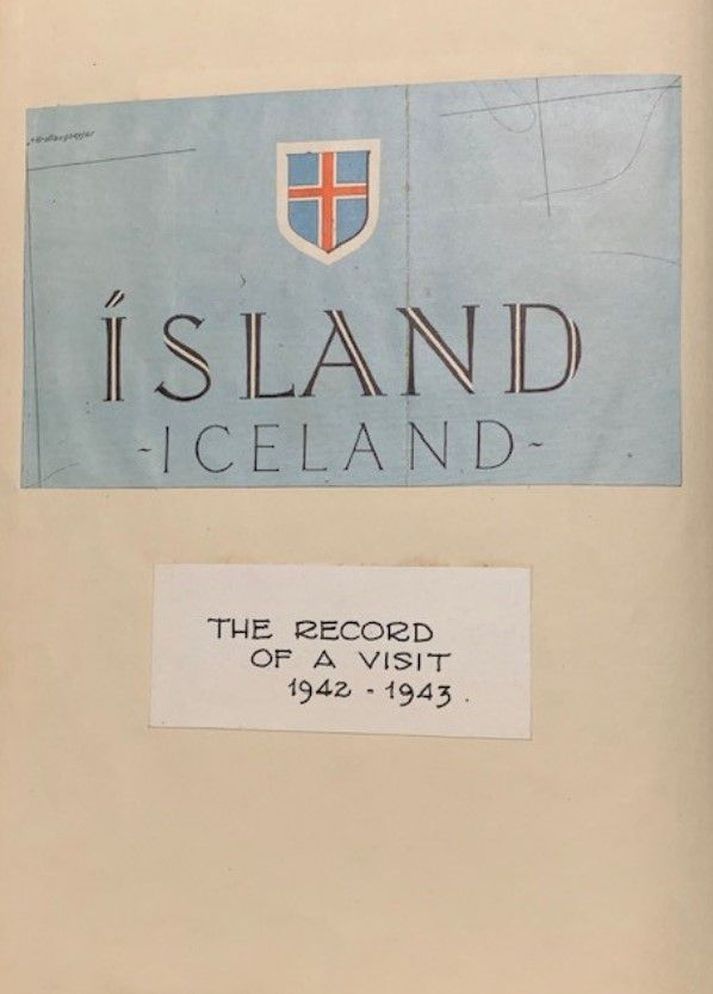 ÍSLAND
-ICELAND-
THE RECORD
OF A VISIT
1942 - 1943.